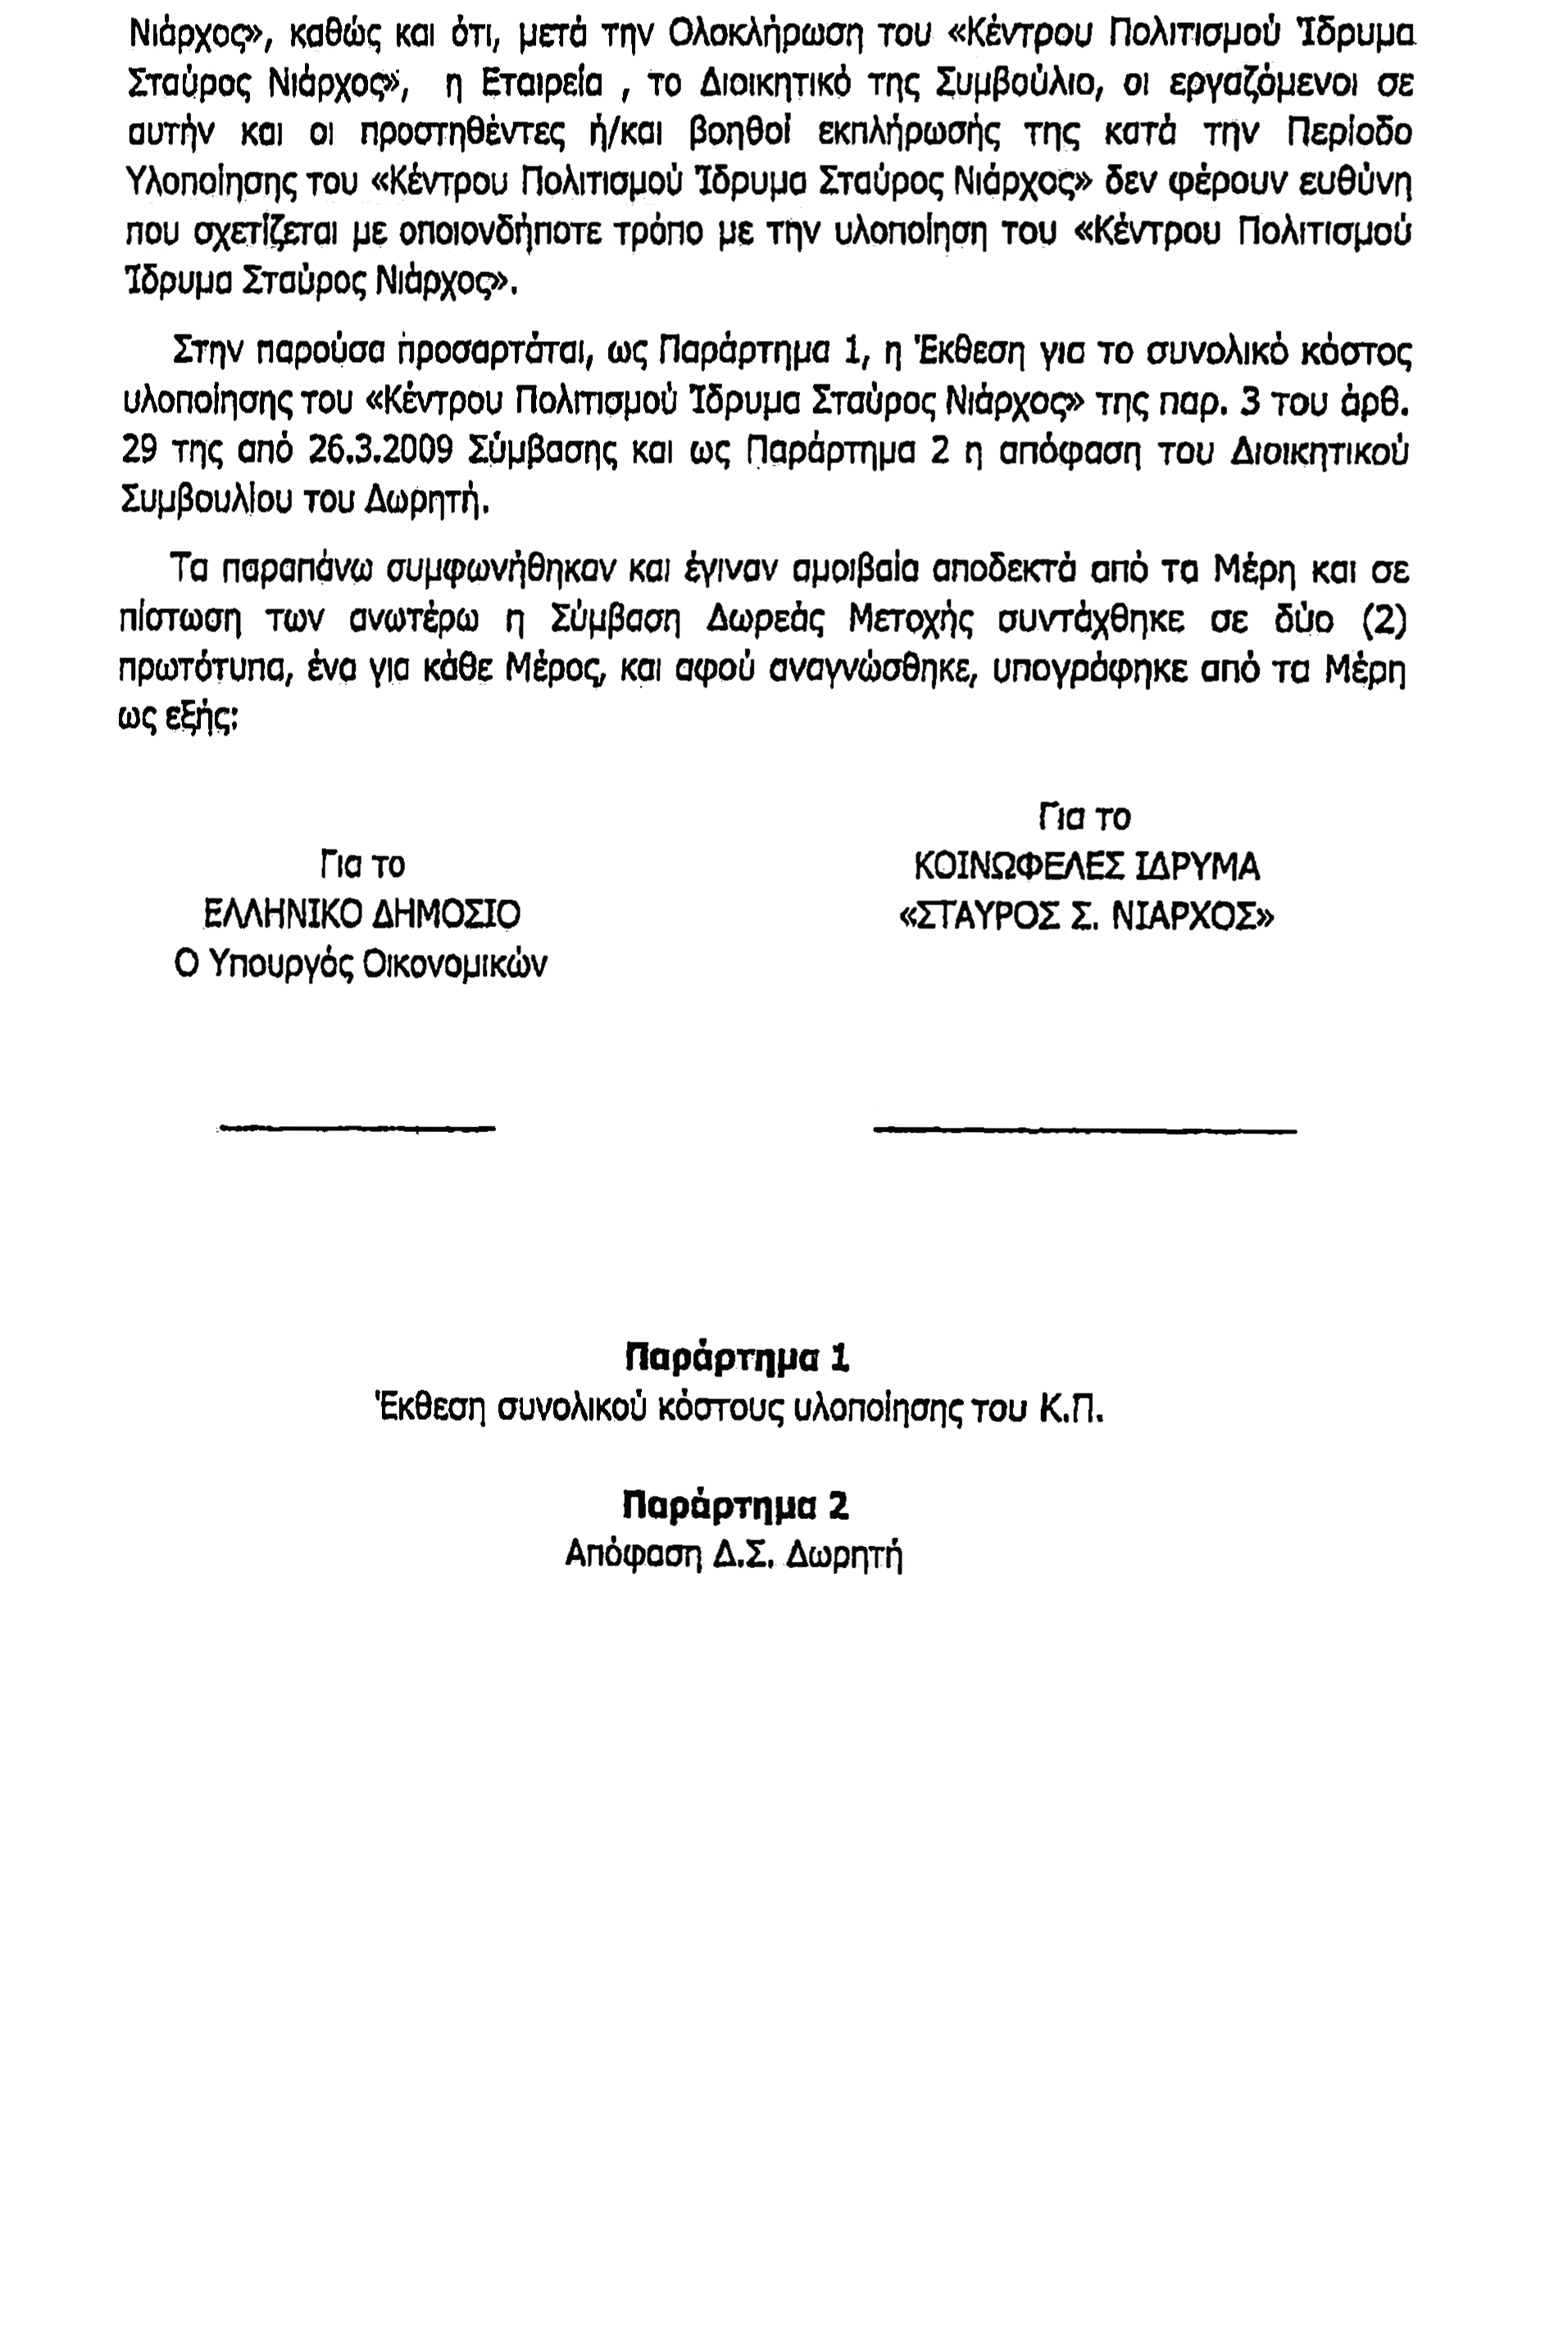 Νιάρχος», καθώς και ότι, μετά την Ολοκλήρωση του «Κέντρου Πολιτισμού Ίδρυμα
Σταύρος Νιάρχος», η Εταιρεία , το Διοικητικό της Συμβούλιο, οι εργαζόμενοι σε
αυτήν και οι προστηθέντες ή/και βοηθοί εκπλήρωσής της κατά την Περίοδο
Υλοποίησης του «Κέντρου Πολιτισμού Ίδρυμα Σταύρος Νιάρχος» δεν φέρουν ευθύνη
που σχετίζεται με οποιονδήποτε τρόπο με την υλοποίηση του «Κέντρου Πολιτισμού
Ίδρυμα Σταύρος Νιάρχος».
Στην παρούσα προσαρτάται, ως Παράρτημα 1, η Έκθεση για το συνολικό κόστος
υλοποίησης του «Κέντρου Πολιτισμού Ίδρυμα Σταύρος Νιάρχος» της παρ. 3 του άρθ.
29 της από 26.3.2009 Σύμβασης και ως Παράρτημα 2 η απόφαση του Διοικητικού
Συμβουλίου του Δωρητή.
Τα παραπάνω συμφωνήθηκαν και έγιναν αμοιβαία αποδεκτά από τα Μέρη και σε
πίστωση των ανωτέρω η Σύμβαση Δωρεάς Μετοχής συντάχθηκε σε δύο (2)
πρωτότυπα, ένα για κάθε Μέρος, και αφού αναγνώσθηκε, υπογράφηκε από τα Μέρη
ως εξής:
Για το
ΕΛΛΗΝΙΚΟ ΔΗΜΟΣΙΟ
Ο Υπουργός Οικονομικών
Για το
ΚΟΙΝΩΦΕΛΕΣ ΙΔΡΥΜΑ
«ΣΤΑΥΡΟΣ Σ. ΝΙΑΡΧΟΣ»
Παράρτημα 1
Έκθεση συνολικού κόστους υλοποίησης του Κ.Π.
Παράρτημα 2
Απόφαση Δ.Σ. Δωρητή